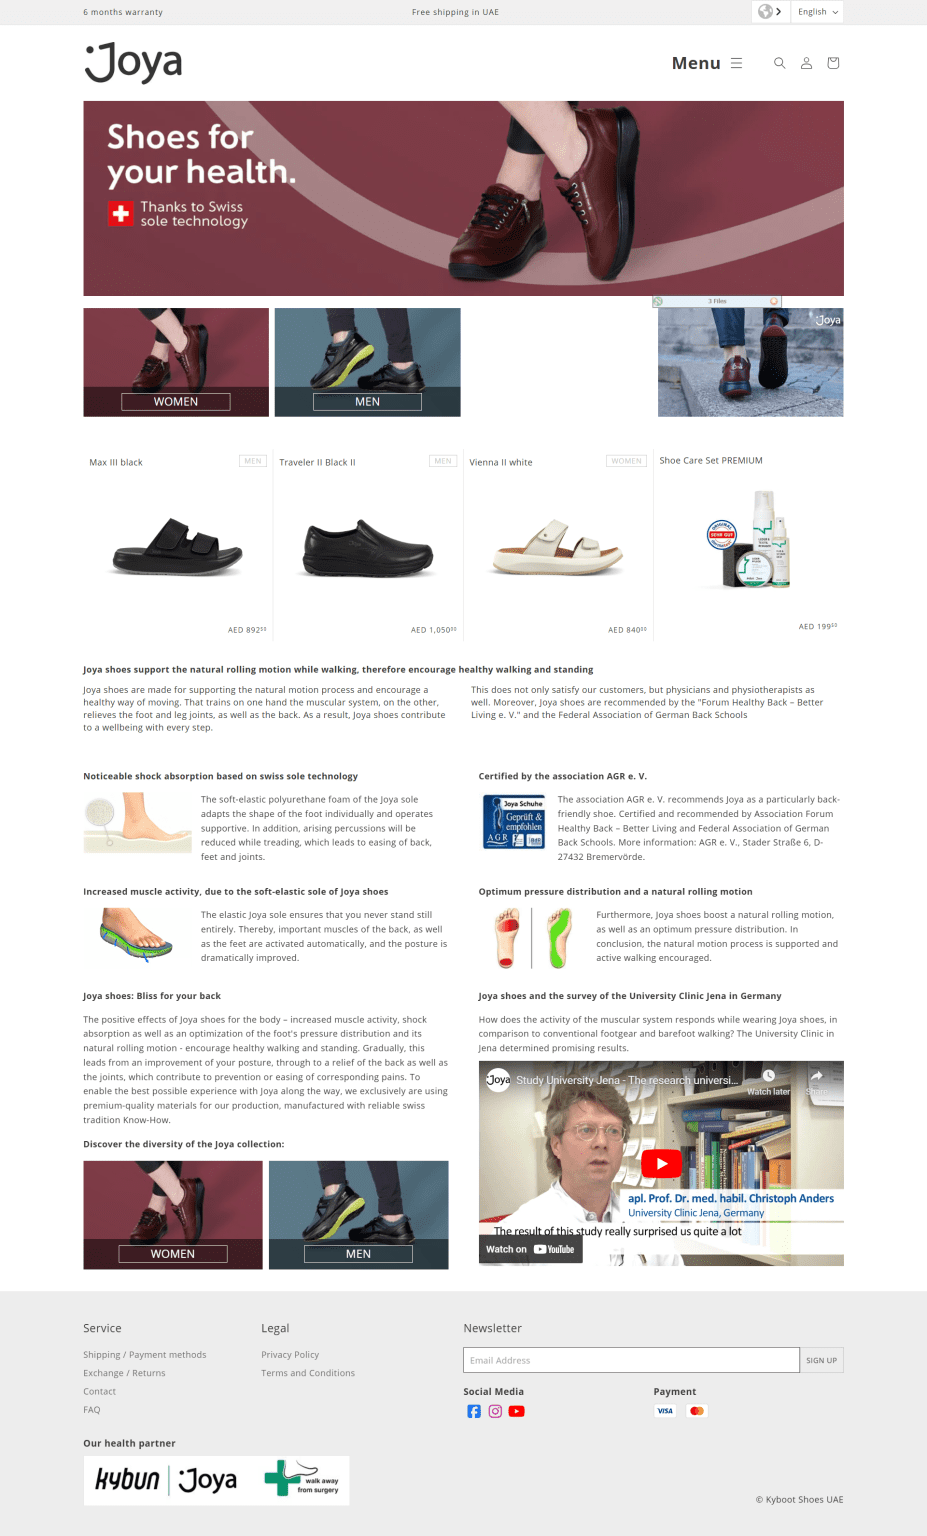 6 months warranty
Free shipping in UAE
English
Joya
Menu
Shoes for
your health.
Thanks to Swiss
sole technology
3 Files
WOMEN
MEN
Joya
Max III black
MEN
Traveler II Black II
MEN
Vienna II white
WOMEN
Shoe Care Set PREMIUM
SEHR GUT
AED 892⁵⁰
AED 1,050⁰⁰
AED 840⁰⁰
AED 199⁵⁰
Joya shoes support the natural rolling motion while walking, therefore encourage healthy walking and standing
Joya shoes are made for supporting the natural motion process and encourage a
healthy way of moving. That trains on one hand the muscular system, on the other,
relieves the foot and leg joints, as well as the back. As a result, Joya shoes contribute
to a wellbeing with every step.
This does not only satisfy our customers, but physicians and physiotherapists as
well. Moreover, Joya shoes are recommended by the "Forum Healthy Back – Better
Living e. V." and the Federal Association of German Back Schools
Noticeable shock absorption based on swiss sole technology
The soft-elastic polyurethane foam of the Joya sole
adapts the shape of the foot individually and operates
supportive. In addition, arising percussions will be
reduced while treading, which leads to easing of back,
feet and joints.
Certified by the association AGR e. V.
Joya Schuhe
Geprüft &
empfohlen
AGR
The association AGR e. V. recommends Joya as a particularly back-
friendly shoe. Certified and recommended by Association Forum
Healthy Back – Better Living and Federal Association of German
Back Schools. More information: AGR e. V., Stader Straße 6, D-
27432 Bremervörde.
Increased muscle activity, due to the soft-elastic sole of Joya shoes
The elastic Joya sole ensures that you never stand still
entirely. Thereby, important muscles of the back, as well
as the feet are activated automatically, and the posture is
dramatically improved.
Optimum pressure distribution and a natural rolling motion
Furthermore, Joya shoes boost a natural rolling motion,
as well as an optimum pressure distribution. In
conclusion, the natural motion process is supported and
active walking encouraged.
Joya shoes: Bliss for your back
The positive effects of Joya shoes for the body – increased muscle activity, shock
absorption as well as an optimization of the foot's pressure distribution and its
natural rolling motion - encourage healthy walking and standing. Gradually, this
leads from an improvement of your posture, through to a relief of the back as well as
the joints, which contribute to prevention or easing of corresponding pains. To
enable the best possible experience with Joya along the way, we exclusively are using
premium-quality materials for our production, manufactured with reliable swiss
tradition Know-How.
Discover the diversity of the Joya collection:
WOMEN
MEN
Joya shoes and the survey of the University Clinic Jena in Germany
How does the activity of the muscular system responds while wearing Joya shoes, in
comparison to conventional footgear and barefoot walking? The University Clinic in
Jena determined promising results.
Joya
Study University Jena - The research universi...
Watch later
Share
apl. Prof. Dr. med. habil. Christoph Anders
University Clinic Jena, Germany
The result of this study really surprised us quite a lot
Watch on YouTube
Service
Shipping / Payment methods
Exchange / Returns
Contact
FAQ
Legal
Privacy Policy
Terms and Conditions
Newsletter
Email Address
SIGN UP
Social Media
Payment
VISA
Our health partner
kybun Joya
walk away
from surgery
© Kyboot Shoes UAE